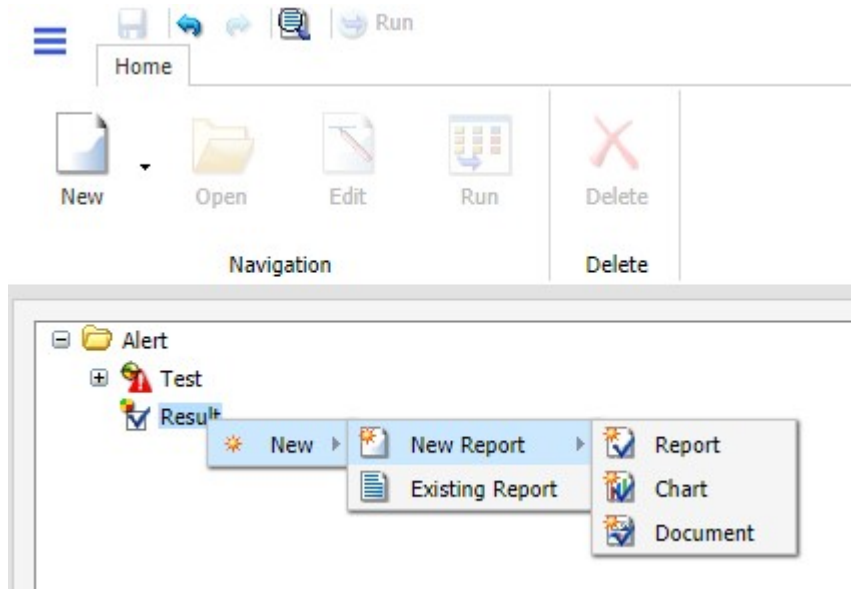 Run
Home
New Open Edit Run Delete
Navigation Delete
Alert
Test
Result
New New Report Report
Existing Report Chart
Document